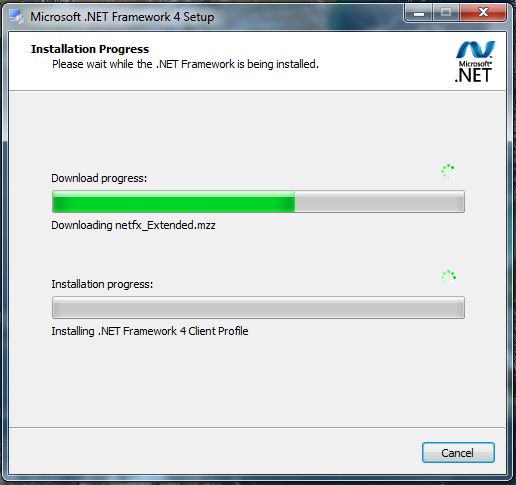 Microsoft .NET Framework 4 Setup
Installation Progress
Please wait while the .NET Framework is being installed.
Microsoft®
.NET
Download progress:
Downloading netfx_Extended.mzz
Installation progress:
Installing .NET Framework 4 Client Profile
Cancel